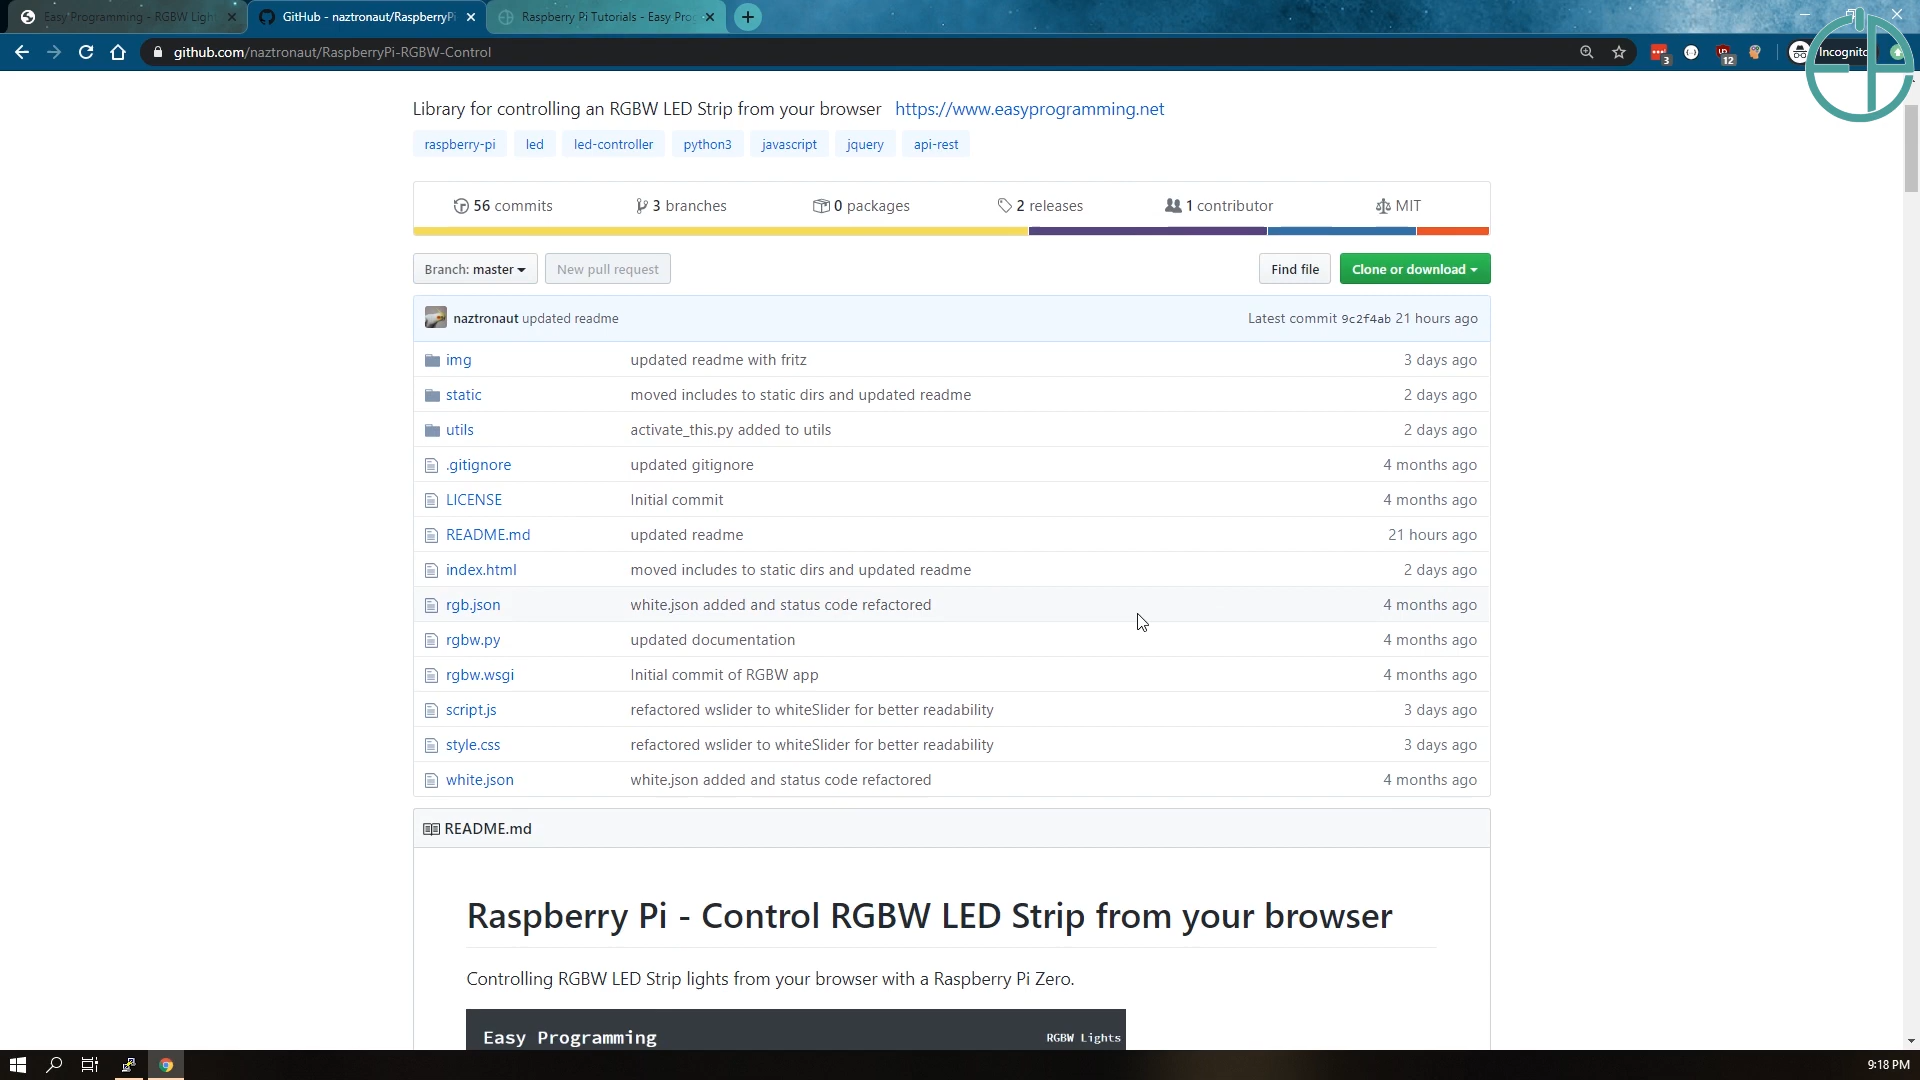 Easy Programming - RGBW Ligh
GitHub - naztronaut/RaspberryPi
Raspberry Pi Tutorials - Easy Prog
github.com/naztronaut/RaspberryPi-RGBW-Control
3
12
Incognito
Library for controlling an RGBW LED Strip from your browser https://www.easyprogramming.net
raspberry-pi led led-controller python3 javascript jquery api-rest
56 commits 3 branches 0 packages 2 releases 1 contributor MIT
Branch: master New pull request Find file Clone or download
naztronaut updated readme Latest commit 9c2f4ab 21 hours ago
img updated readme with fritz 3 days ago
static moved includes to static dirs and updated readme 2 days ago
utils activate_this.py added to utils 2 days ago
.gitignore updated gitignore 4 months ago
LICENSE Initial commit 4 months ago
README.md updated readme 21 hours ago
index.html moved includes to static dirs and updated readme 2 days ago
rgb.json white.json added and status code refactored 4 months ago
rgbw.py updated documentation 4 months ago
rgbw.wsgi Initial commit of RGBW app 4 months ago
script.js refactored wslider to whiteSlider for better readability 3 days ago
style.css refactored wslider to whiteSlider for better readability 3 days ago
white.json white.json added and status code refactored 4 months ago
README.md
Raspberry Pi - Control RGBW LED Strip from your browser
Controlling RGBW LED Strip lights from your browser with a Raspberry Pi Zero.
Easy Programming RGBW Lights
9:18 PM